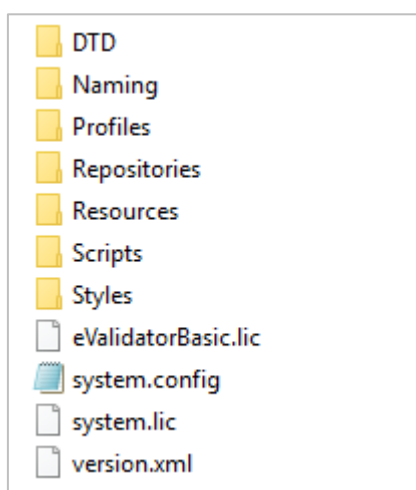 DTD
Naming
Profiles
Repositories
Resources
Scripts
Styles
eValidatorBasic.lic
system.config
system.lic
version.xml